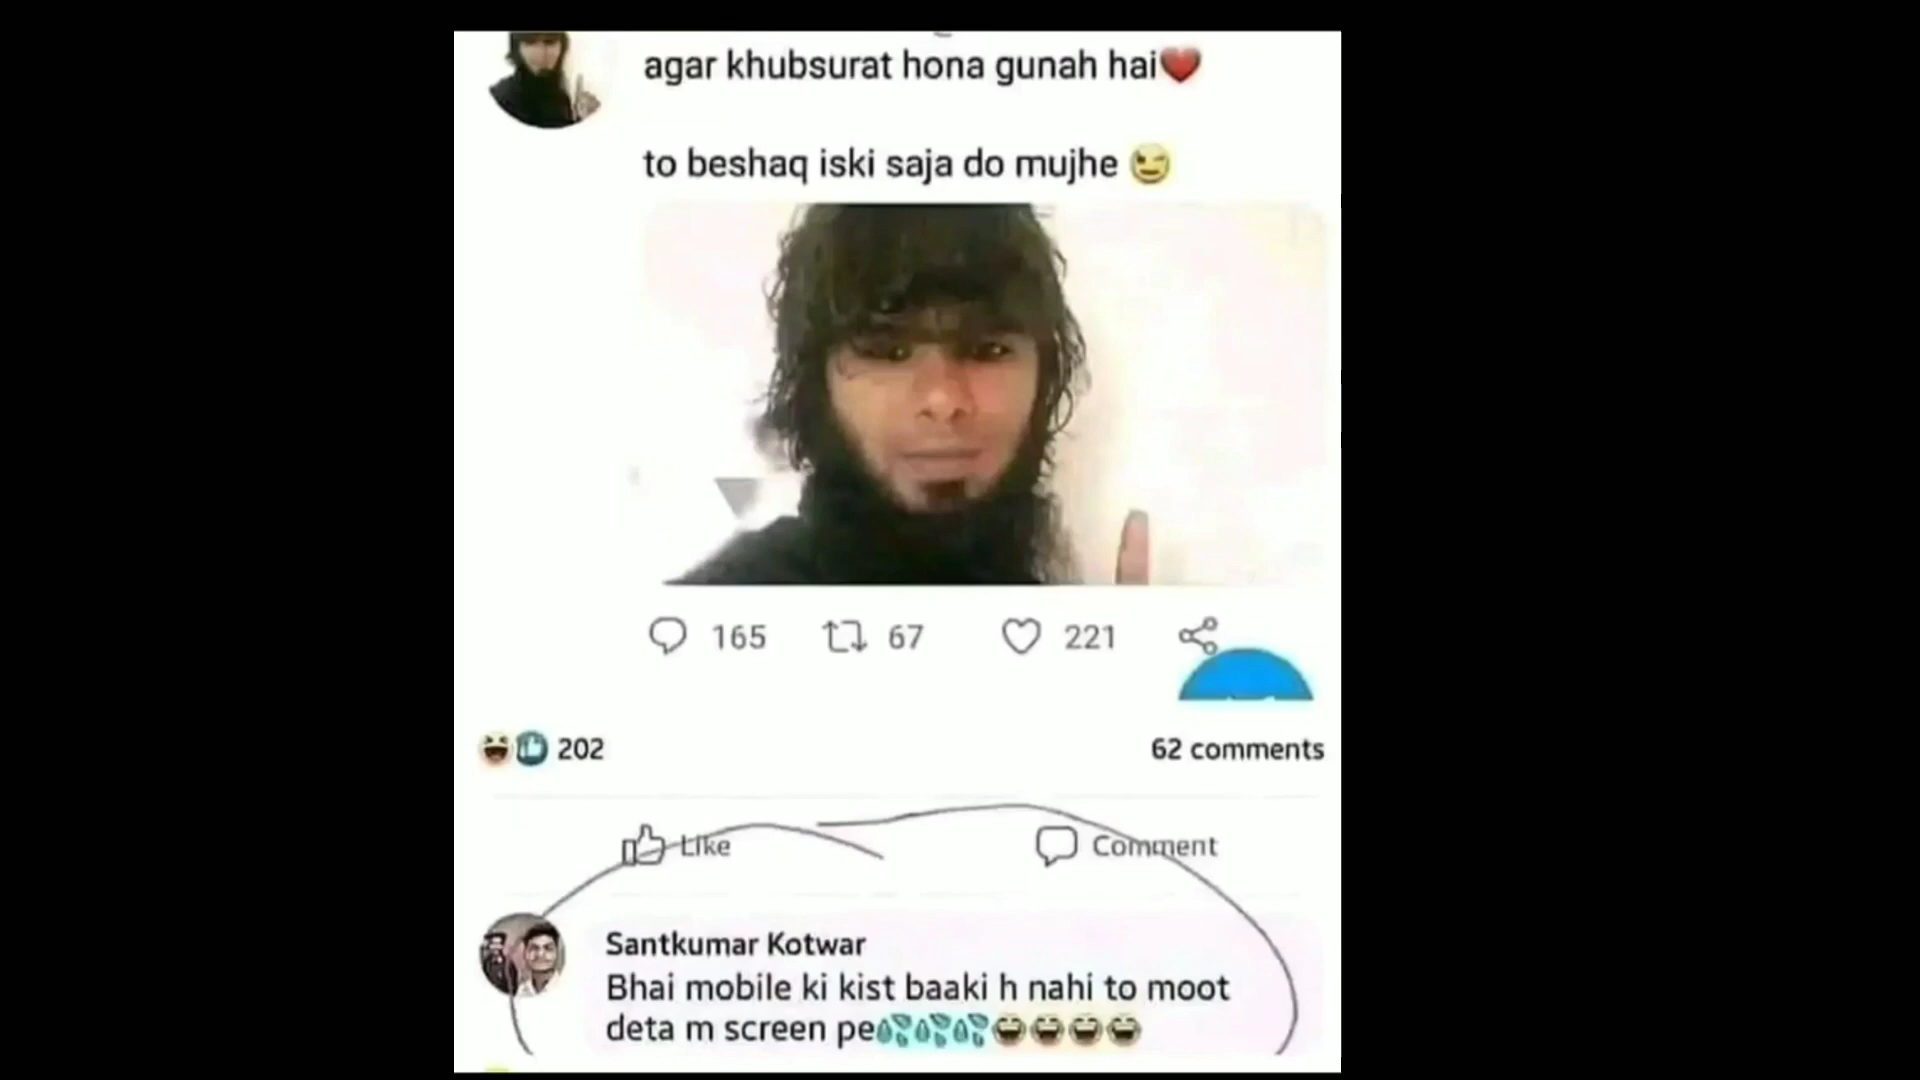 agar khubsurat hona gunah hai❤️
to beshaq iski saja do mujhe 😉
165 67 221
202 62 comments
Like Comment
Santkumar Kotwar
Bhai mobile ki kist baaki h nahi to moot
deta m screen pe💦💦💦😂😂😂😂